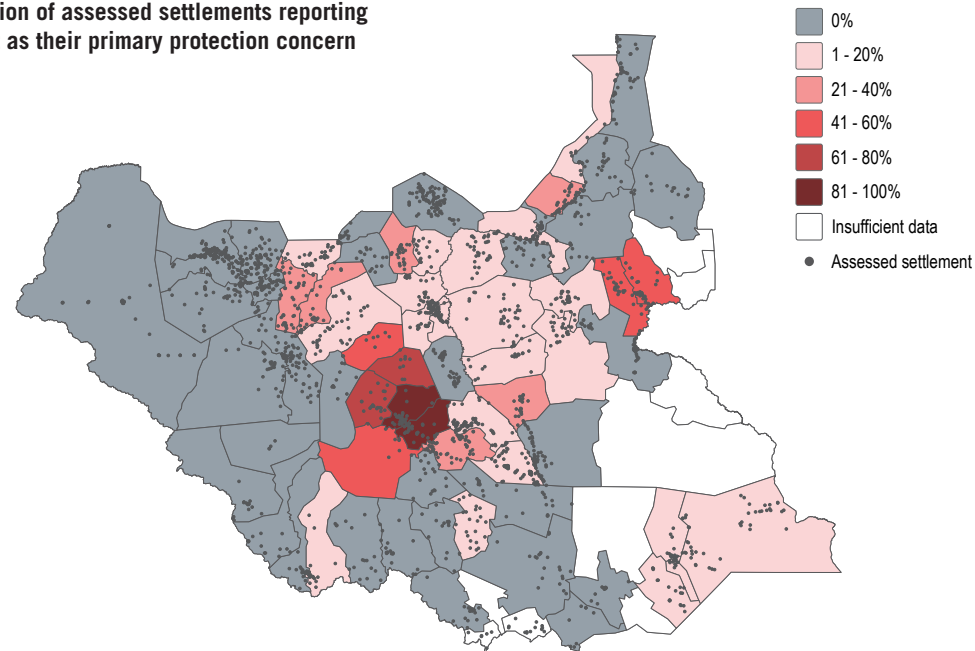 ion of assessed settlements reporting
as their primary protection concern
0%
1 - 20%
21 - 40%
41 - 60%
61 - 80%
81 - 100%
Insufficient data
Assessed settlement